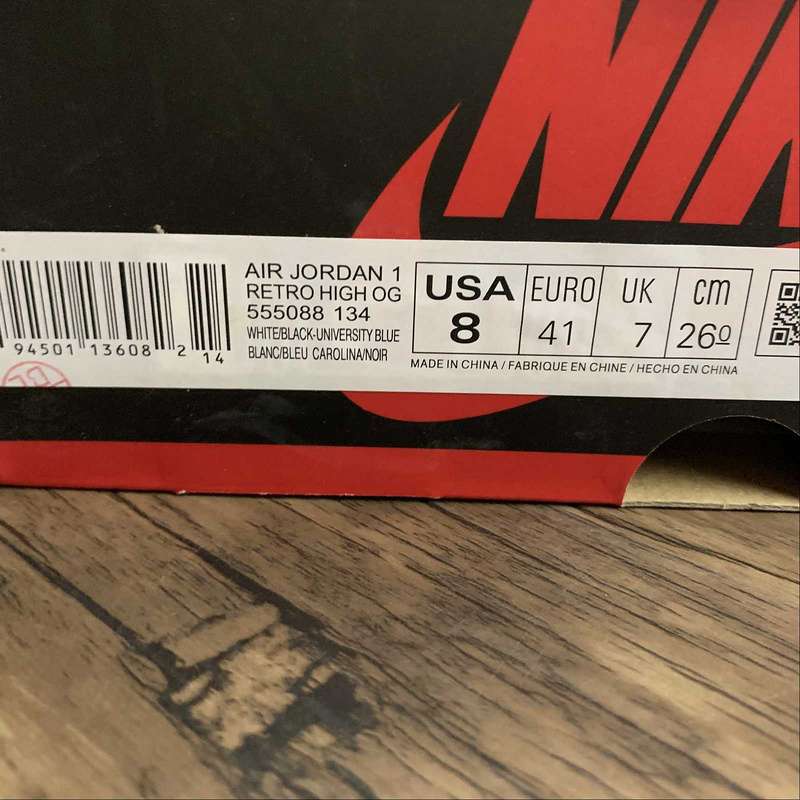 NIK
AIR JORDAN 1
RETRO HIGH OG
555088 134
WHITE/BLACK-UNIVERSITY BLUE
BLANC/BLEU CAROLINA/NOIR
94501 13608 2 14
USA EURO UK cm
8 41 7 26.0
MADE IN CHINA / FABRIQUE EN CHINE / HECHO EN CHINA